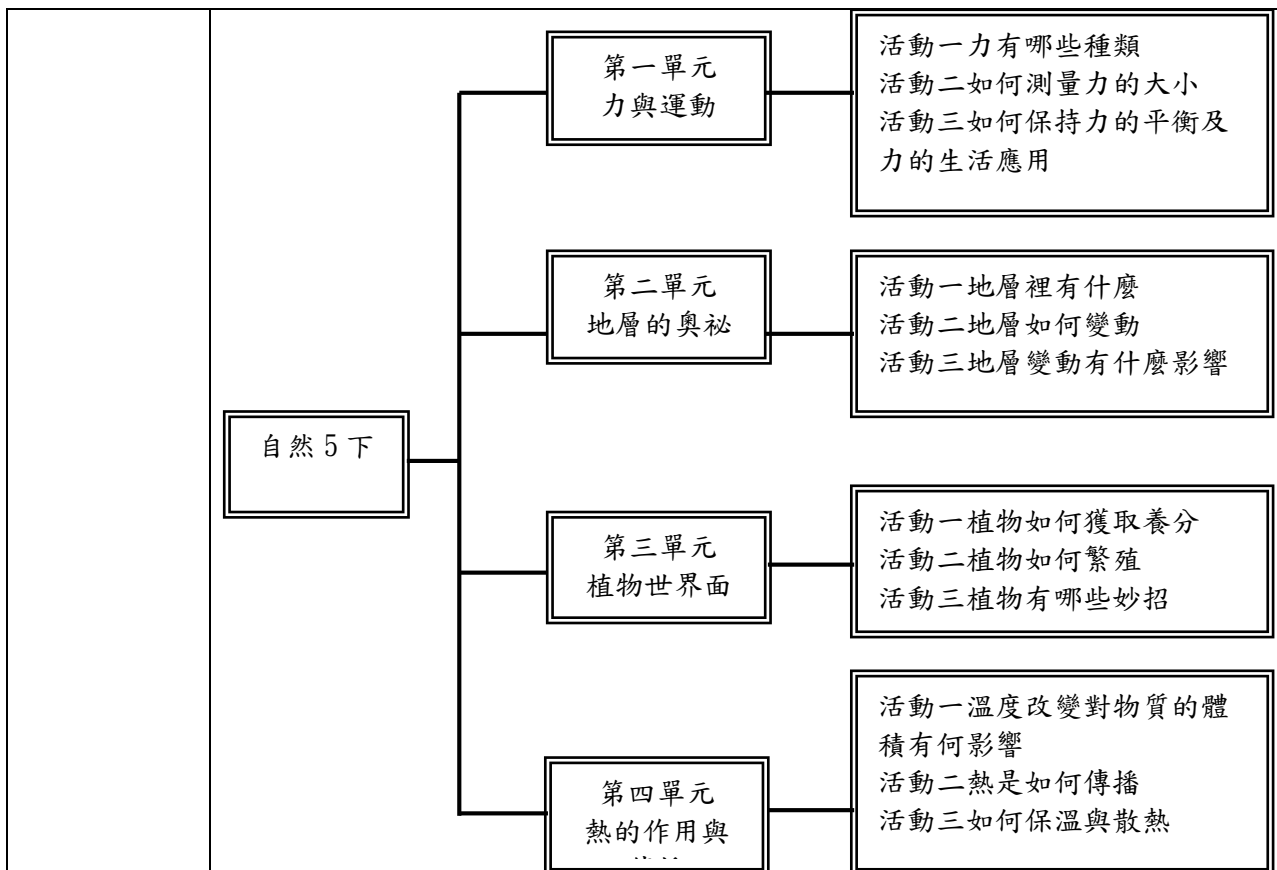 自然 5 下
第一單元
力與運動
活動一力有哪些種類
活動二如何測量力的大小
活動三如何保持力的平衡及
力的生活應用
第二單元
地層的奧祕
活動一地層裡有什麼
活動二地層如何變動
活動三地層變動有什麼影響
第三單元
植物世界面
活動一植物如何獲取養分
活動二植物如何繁殖
活動三植物有哪些妙招
第四單元
熱的作用與
活動一溫度改變對物質的體
積有何影響
活動二熱是如何傳播
活動三如何保溫與散熱